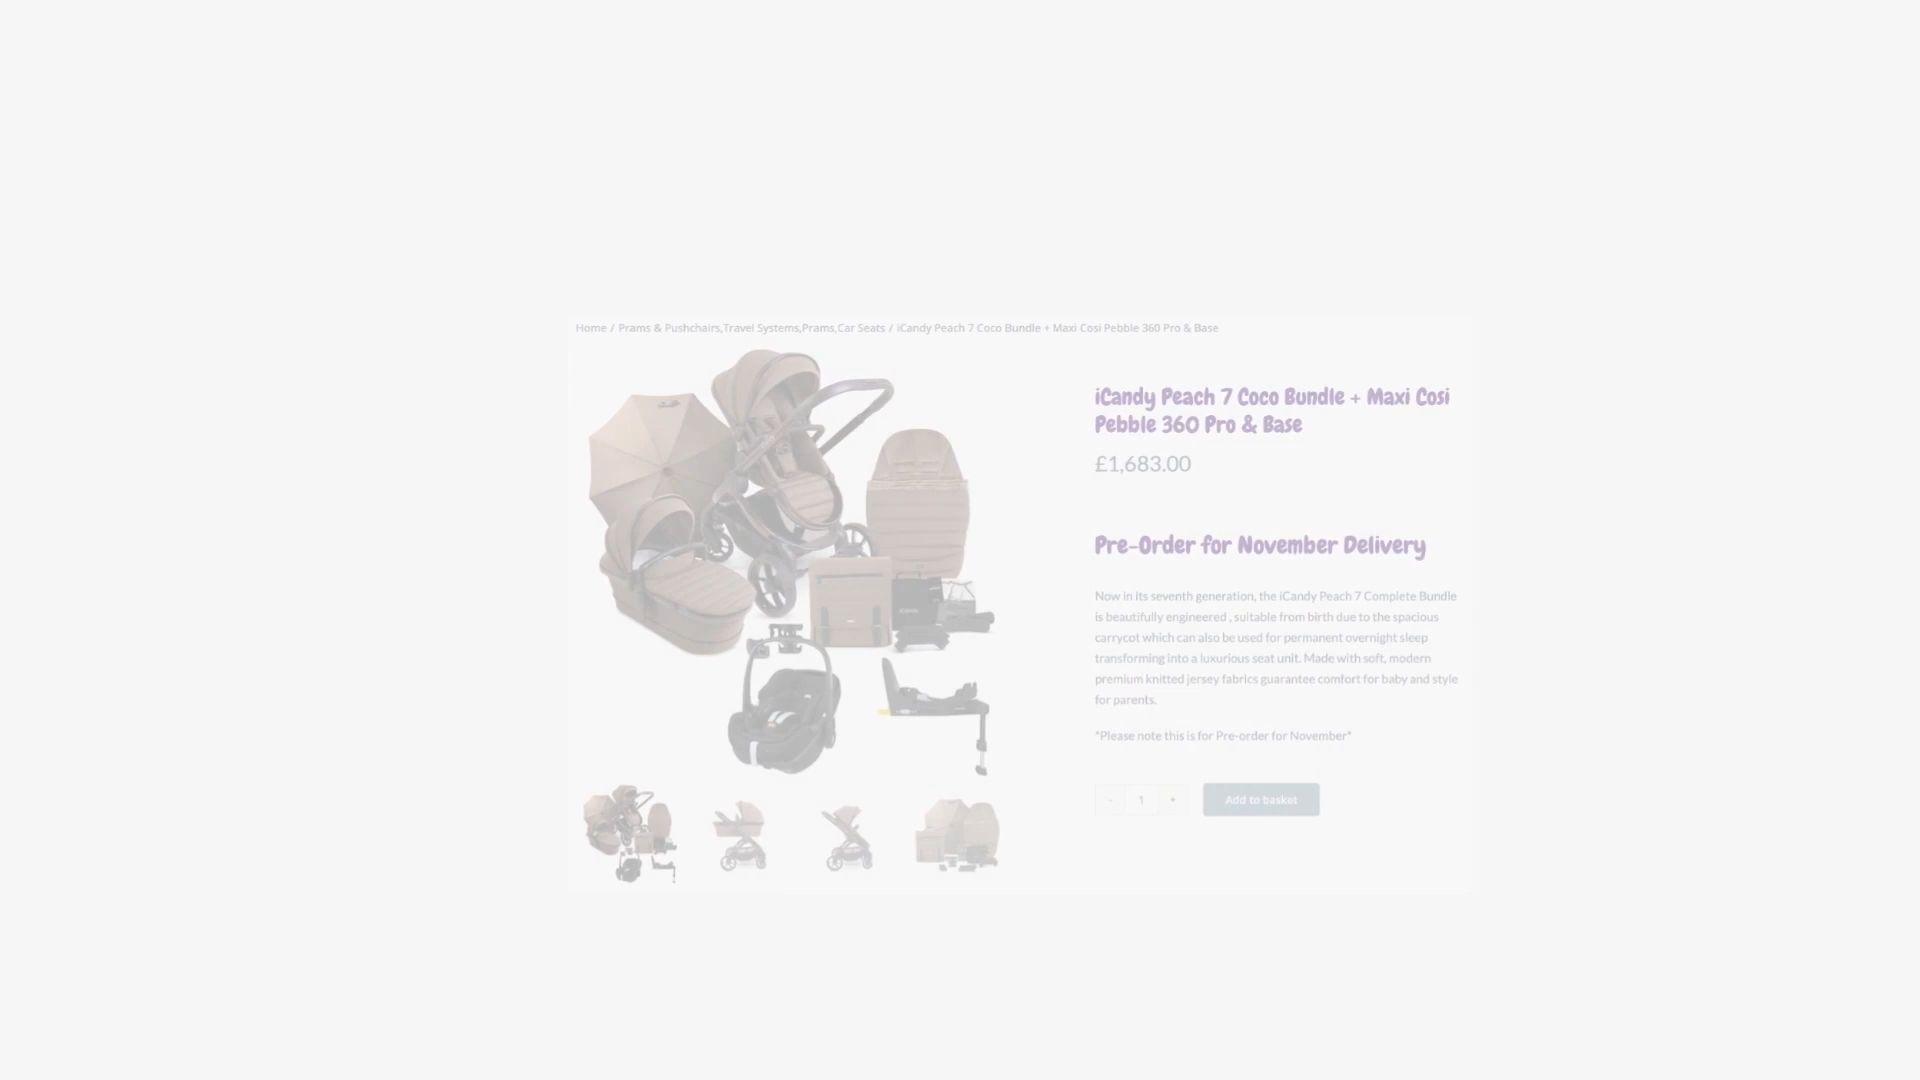 Home / Prams & Pushchairs,Travel Systems,Prams,Car Seats / iCandy Peach 7 Coco Bundle + Maxi Cosi Pebble 360 Pro & Base
iCandy Peach 7 Coco Bundle + Maxi Cosi
Pebble 360 Pro & Base
£1,683.00
Pre-Order for November Delivery
Now in its seventh generation, the iCandy Peach 7 Complete Bundle
is beautifully engineered , suitable from birth due to the spacious
carrycot which can also be used for permanent overnight sleep
transforming into a luxurious seat unit. Made with soft, modern
premium knitted jersey fabrics guarantee comfort for baby and style
for parents.
*Please note this is for Pre-order for November*
- 1 + Add to basket